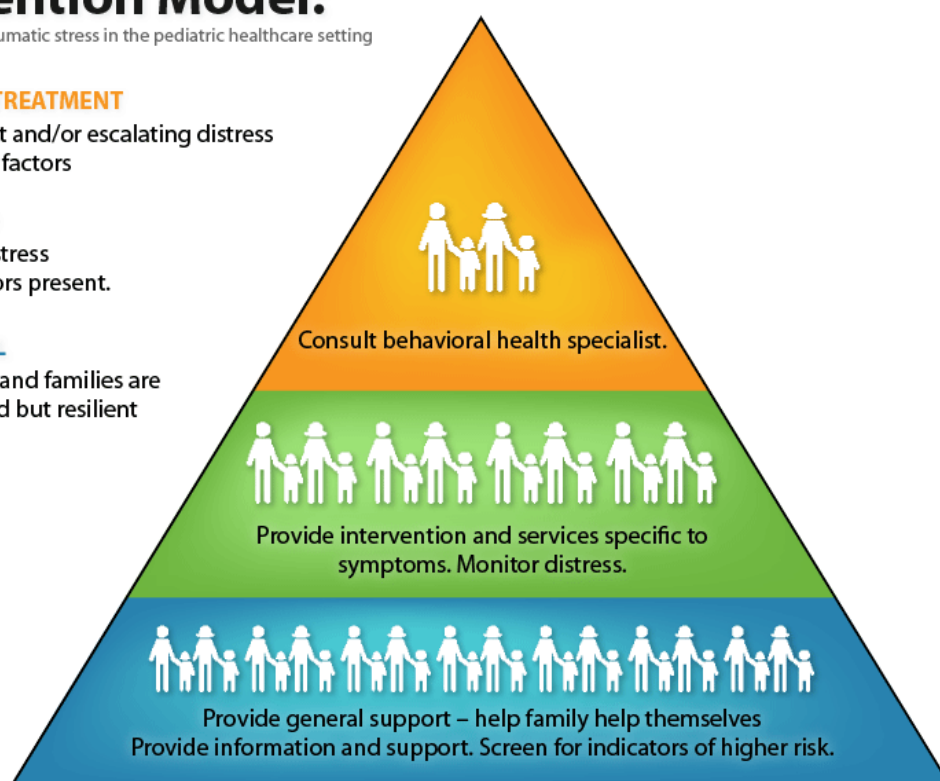 ention Model.
umatic stress in the pediatric healthcare setting
TREATMENT
t and/or escalating distress
factors
tress
ors present.
L
and families are
d but resilient
Consult behavioral health specialist.
Provide intervention and services specific to
symptoms. Monitor distress.
Provide general support – help family help themselves
Provide information and support. Screen for indicators of higher risk.